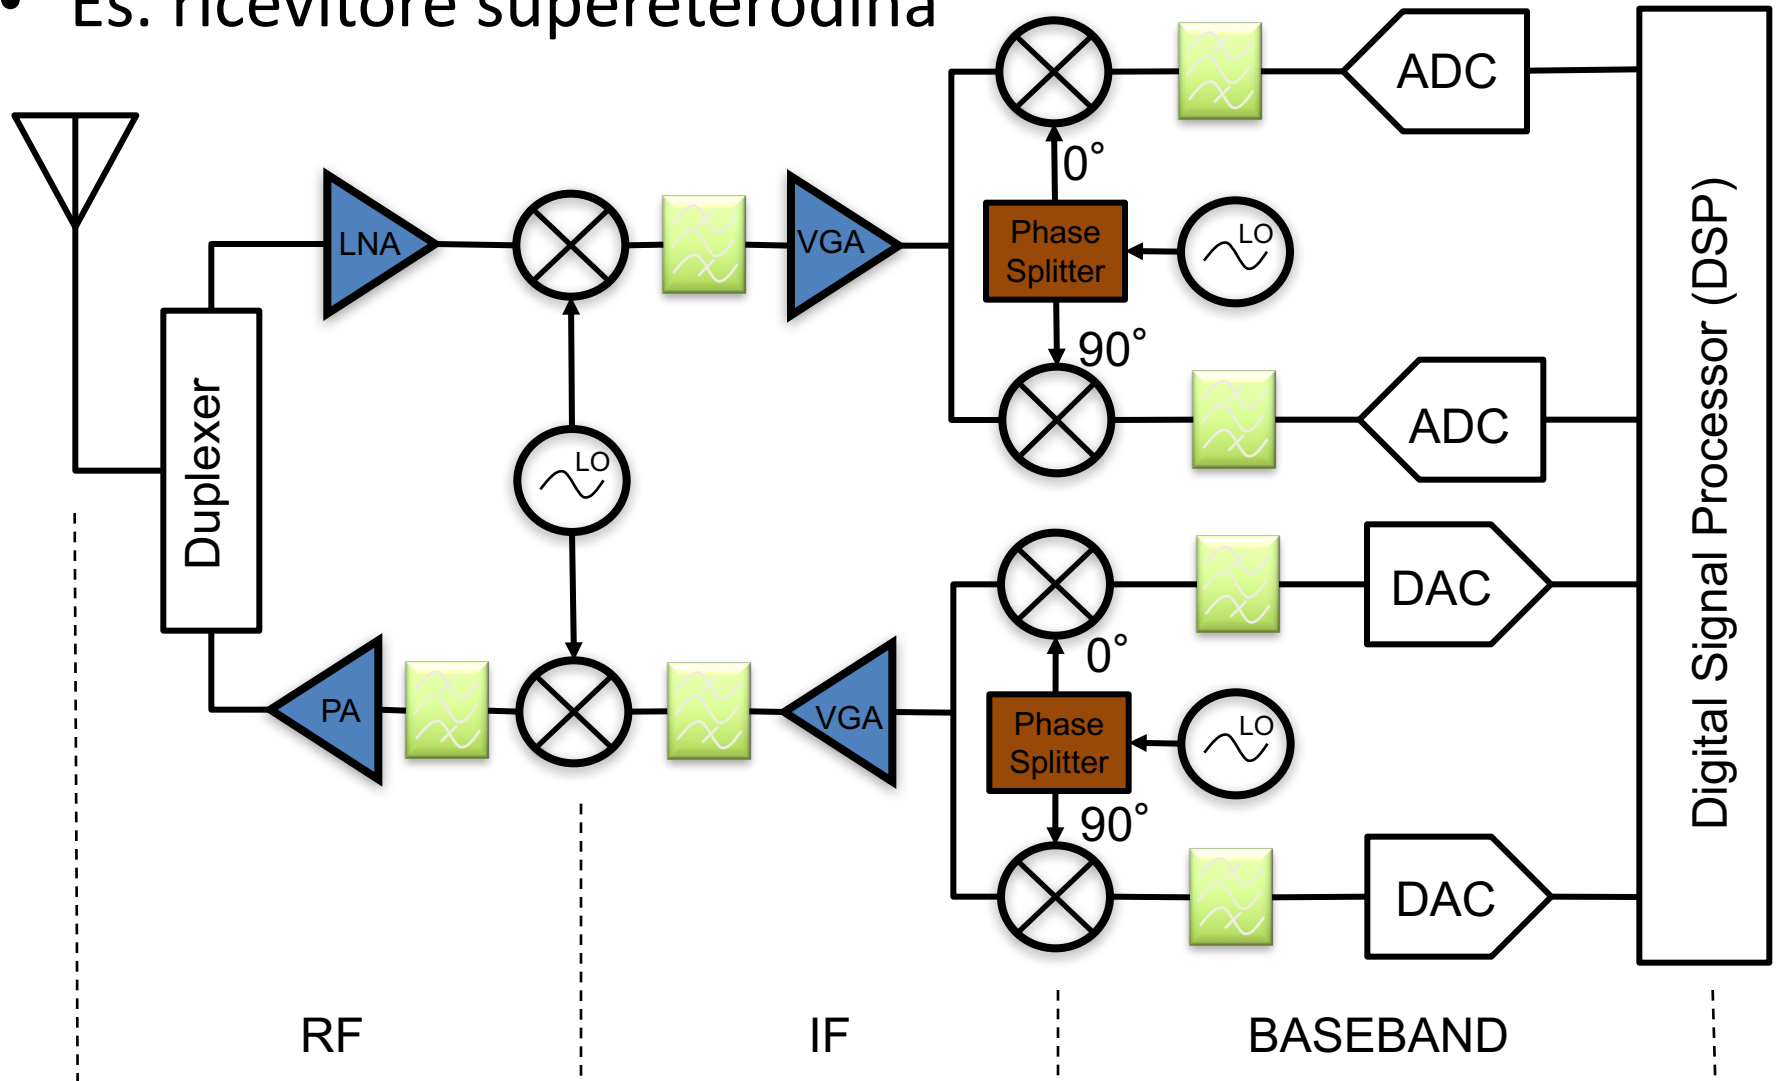 • Es. ricevitore supereterodina
ADC
0°
LNA
VGA
Phase
Splitter
LO
90°
ADC
Duplexer
LO
Digital Signal Processor (DSP)
DAC
0°
PA
VGA
Phase
Splitter
LO
90°
DAC
RF
IF
BASEBAND